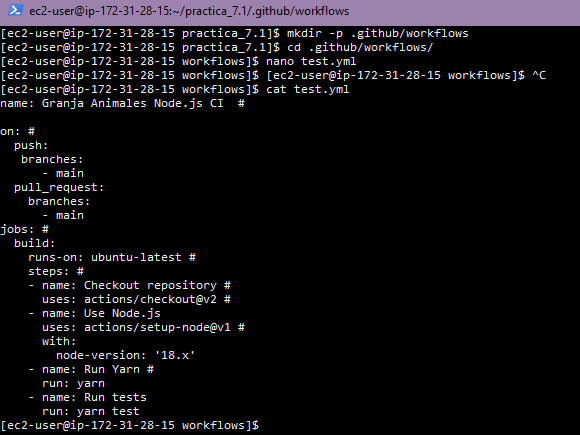 ec2-user@ip-172-31-28-15:~/practica_7.1/.github/workflows
[ec2-user@ip-172-31-28-15 practica_7.1]$ mkdir -p .github/workflows
[ec2-user@ip-172-31-28-15 practica_7.1]$ cd .github/workflows/
[ec2-user@ip-172-31-28-15 workflows]$ nano test.yml
[ec2-user@ip-172-31-28-15 workflows]$ [ec2-user@ip-172-31-28-15 workflows]$ ^C
[ec2-user@ip-172-31-28-15 workflows]$ cat test.yml
name: Granja Animales Node.js CI  #

on: #
  push:
   branches:
      - main
  pull_request:
    branches:
      - main
jobs: #
  build:
    runs-on: ubuntu-latest #
    steps: #
    - name: Checkout repository #
      uses: actions/checkout@v2 #
    - name: Use Node.js
      uses: actions/setup-node@v1 #
      with:
        node-version: '18.x'
    - name: Run Yarn #
      run: yarn
    - name: Run tests
      run: yarn test
[ec2-user@ip-172-31-28-15 workflows]$